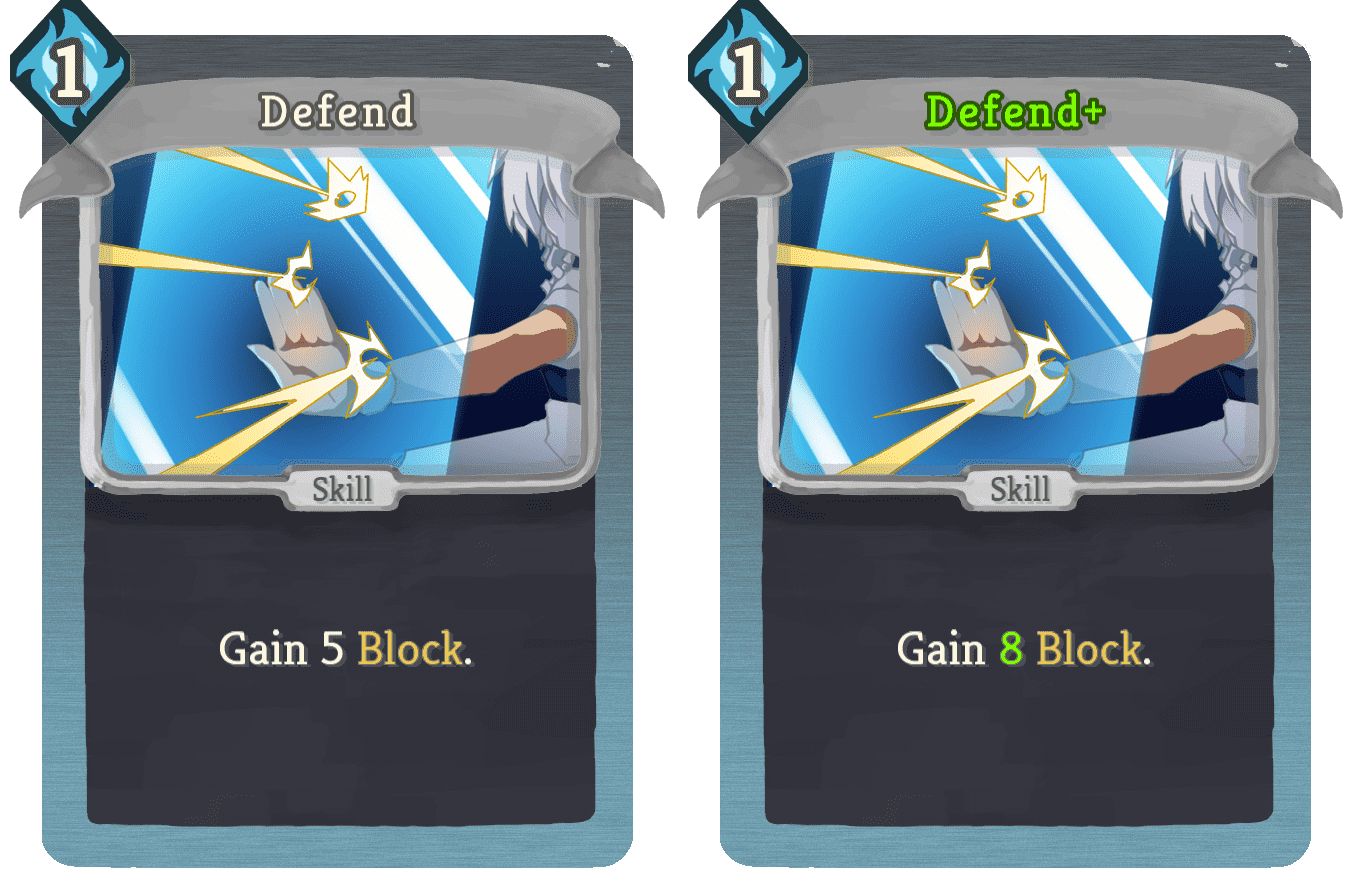 1
Defend
Skill
Gain 5 Block.
1
Defend+
Skill
Gain 8 Block.